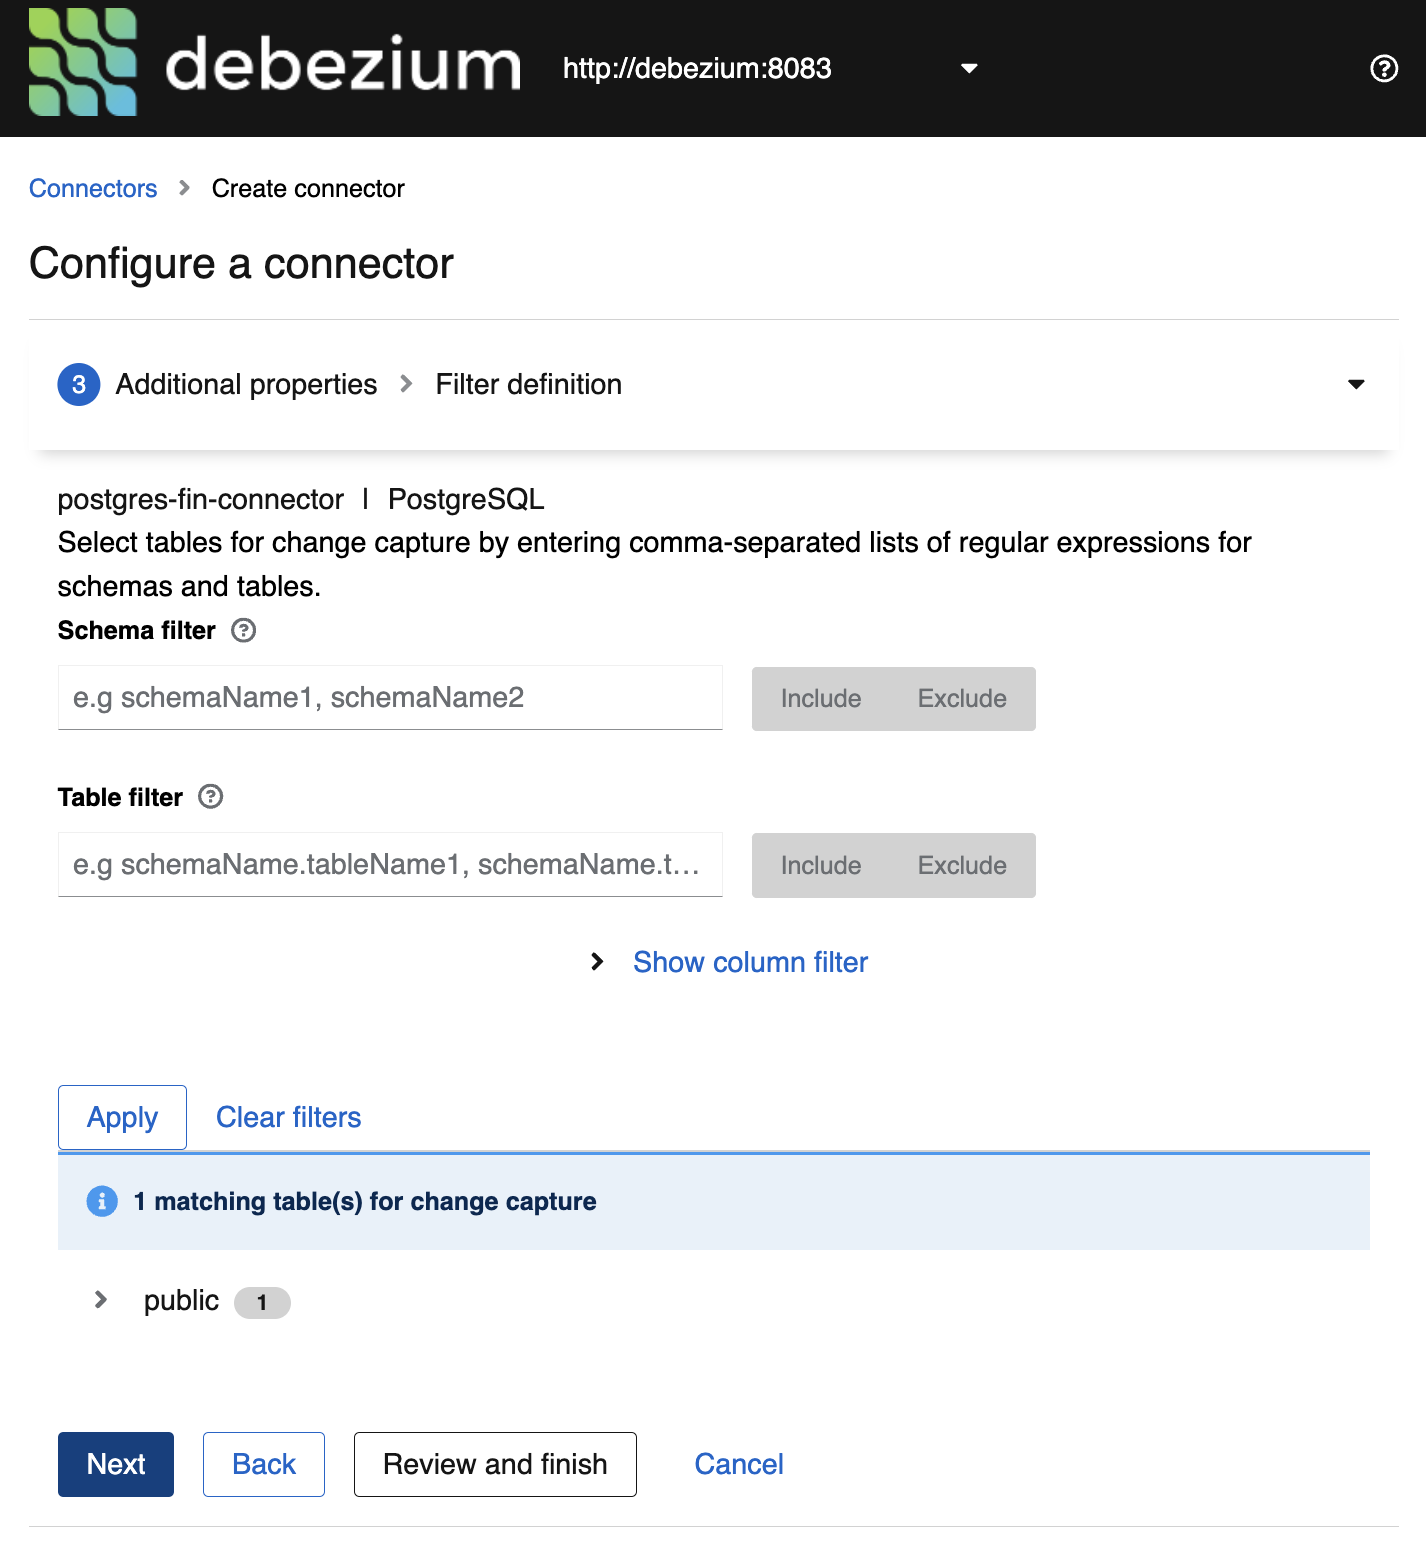 debezium http://debezium:8083
Connectors Create connector
Configure a connector
3 Additional properties Filter definition
postgres-fin-connector | PostgreSQL
Select tables for change capture by entering comma-separated lists of regular expressions for
schemas and tables.
Schema filter
e.g schemaName1, schemaName2 Include Exclude
Table filter
e.g schemaName.tableName1, schemaName.t... Include Exclude
Show column filter
Apply Clear filters
1 matching table(s) for change capture
public 1
Next Back Review and finish Cancel